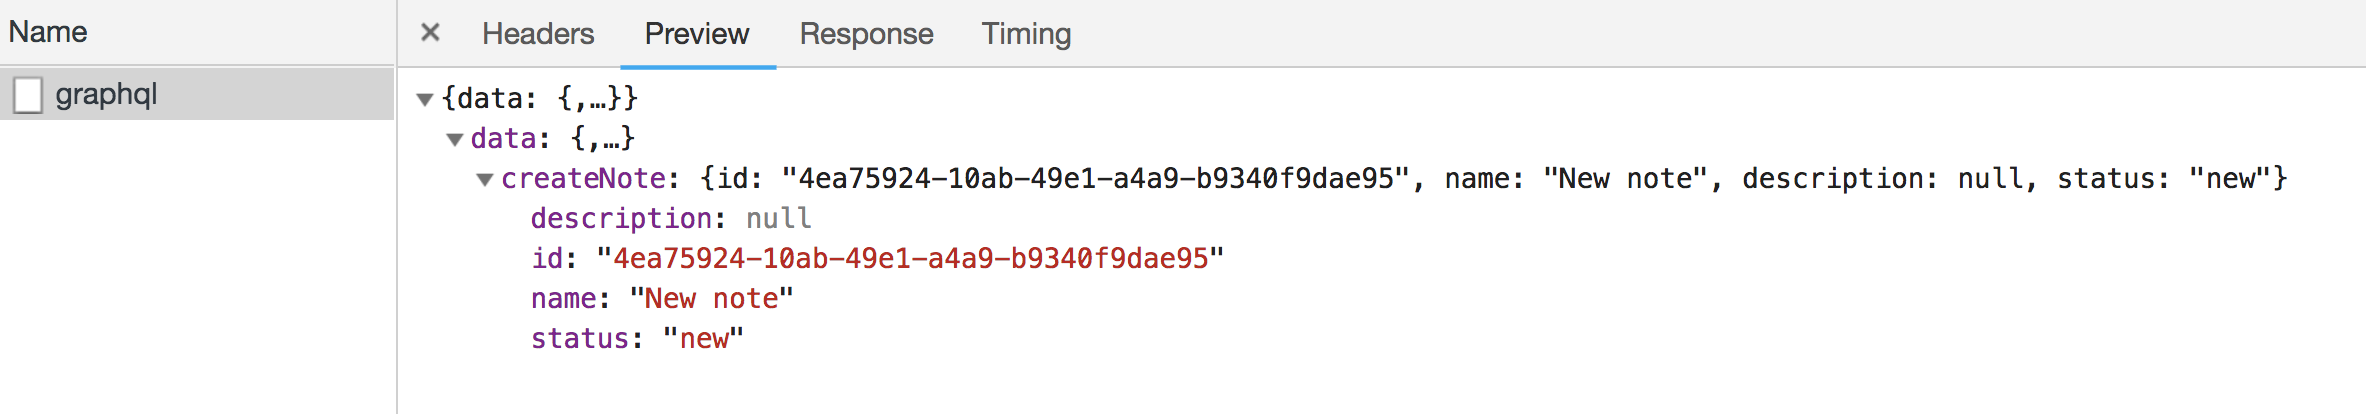 Name
× Headers Preview Response Timing
graphql
▼{data: {,…}}
▼data: {,…}
▼createNote: {id: "4ea75924-10ab-49e1-a4a9-b9340f9dae95", name: "New note", description: null, status: "new"}
description: null
id: "4ea75924-10ab-49e1-a4a9-b9340f9dae95"
name: "New note"
status: "new"